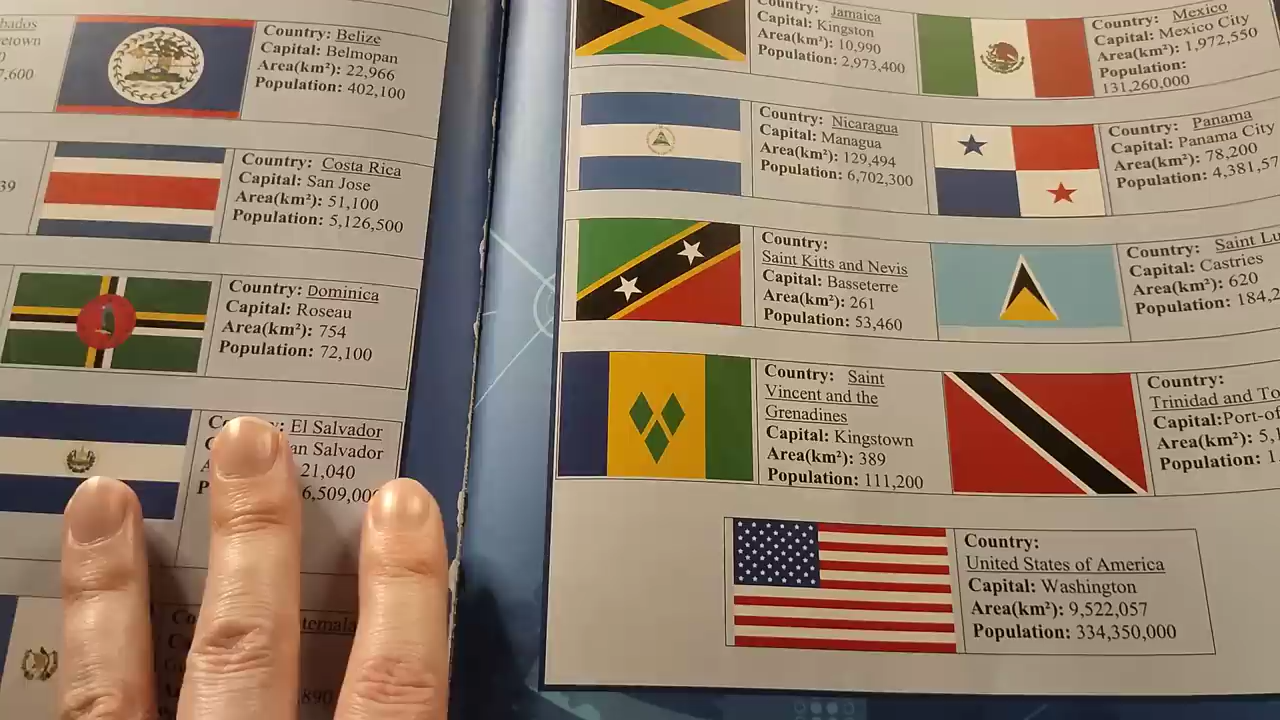 bados
etown
0
7,600
Country: Belize
Capital: Belmopan
Area(km²): 22,966
Population: 402,100
39
Country: Costa Rica
Capital: San Jose
Area(km²): 51,100
Population: 5,126,500
Country: Dominica
Capital: Roseau
Area(km²): 754
Population: 72,100
Co y: El Salvador
C an Salvador
A 21,040
P 6,509,000
Co temala
890
Country: Jamaica
Capital: Kingston
Area(km²): 10,990
Population: 2,973,400
Country: Mexico
Capital: Mexico City
Area(km²): 1,972,550
Population:
131,260,000
Country: Nicaragua
Capital: Managua
Area(km²): 129,494
Population: 6,702,300
Country: Panama
Capital: Panama City
Area(km²): 78,200
Population: 4,381,57
Country:
Saint Kitts and Nevis
Capital: Basseterre
Area(km²): 261
Population: 53,460
Country: Saint Lu
Capital: Castries
Area(km²): 620
Population: 184,2
Country: Saint
Vincent and the
Grenadines
Capital: Kingstown
Area(km²): 389
Population: 111,200
Country:
Trinidad and To
Capital:Port-of
Area(km²): 5,1
Population: 1.
Country:
United States of America
Capital: Washington
Area(km²): 9,522,057
Population: 334,350,000